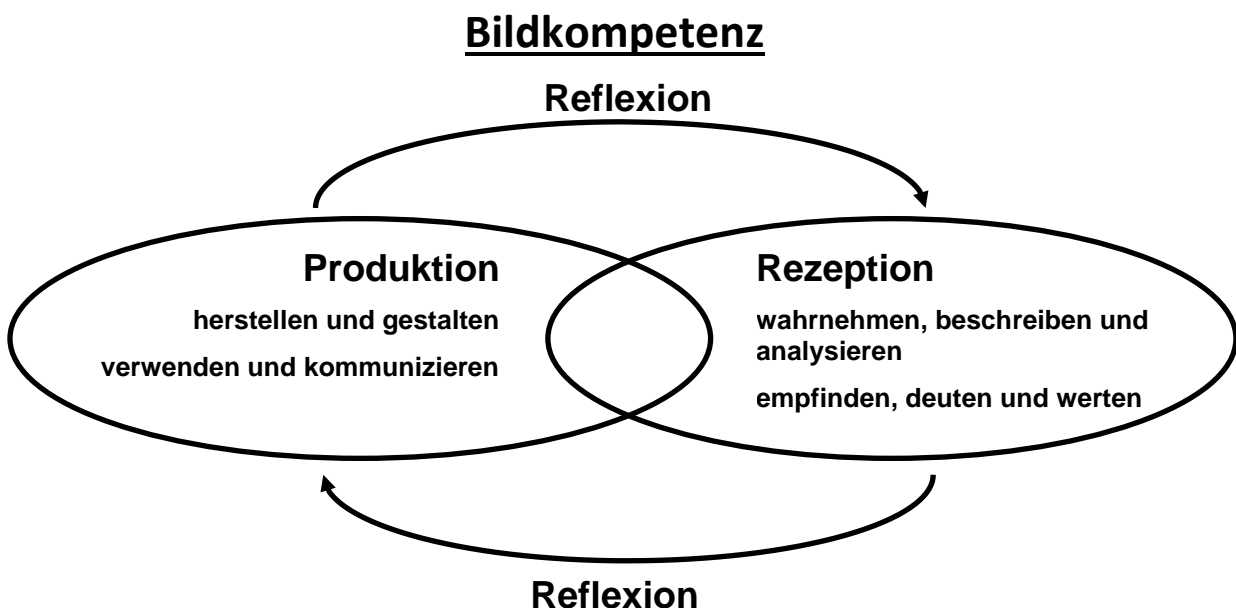 Bildkompetenz
Reflexion
Produktion
herstellen und gestalten
verwenden und kommunizieren
Rezeption
wahrnehmen, beschreiben und
analysieren
empfinden, deuten und werten
Reflexion